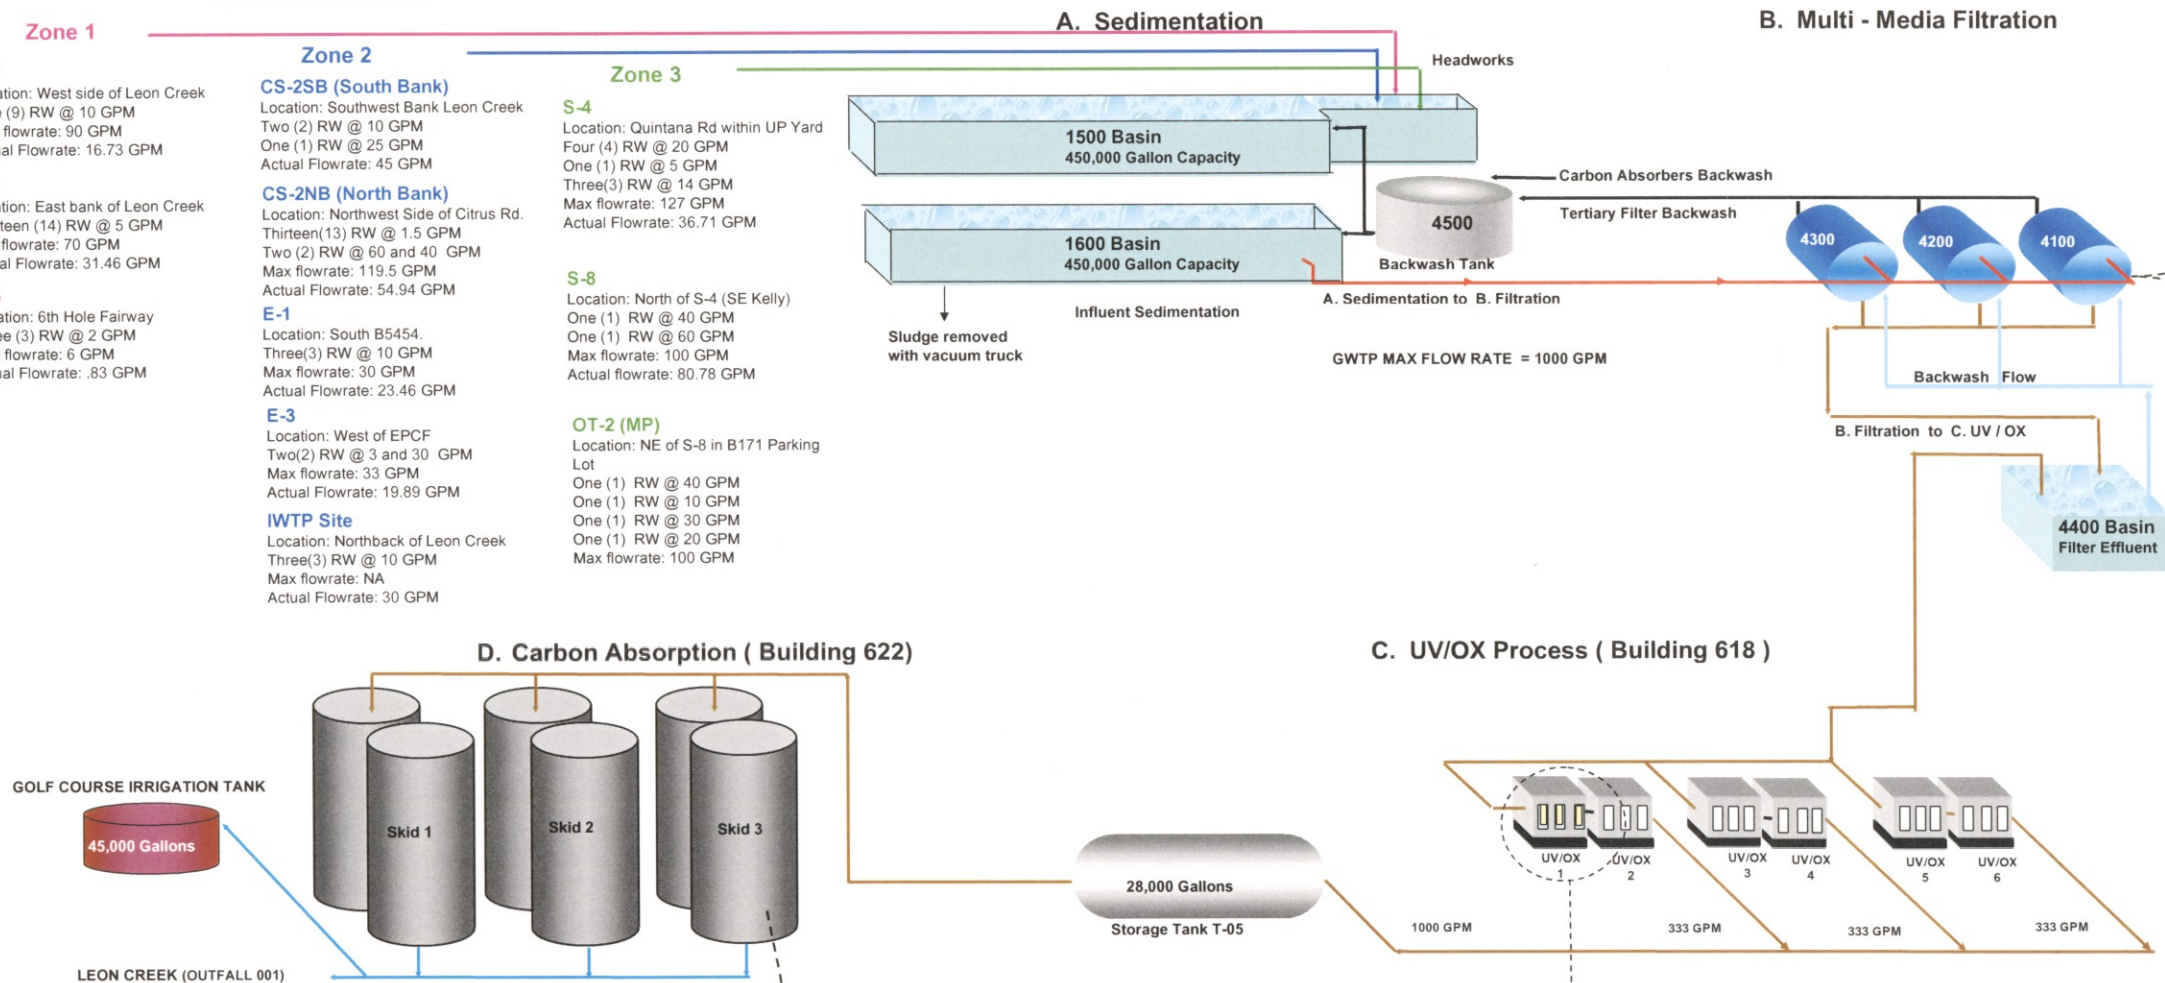 Zone 1
West side of Leon Creek
(9) RW @ 10 GPM
flowrate: 90 GPM
Flowrate: 16.73 GPM
East bank of Leon Creek
(14) RW @ 5 GPM
flowrate: 70 GPM
Flowrate: 31.46 GPM
6th Hole Fairway
(3) RW @ 2 GPM
flowrate: 6 GPM
Flowrate: .83 GPM
Zone 2
CS-2SB (South Bank)
Location: Southwest Bank Leon Creek
Two (2) RW @ 10 GPM
One (1) RW @ 25 GPM
Actual Flowrate: 45 GPM
CS-2NB (North Bank)
Location: Northwest Side of Citrus Rd.
Thirteen(13) RW @ 1.5 GPM
Two (2) RW @ 60 and 40 GPM
Max flowrate: 119.5 GPM
Actual Flowrate: 54.94 GPM
E-1
Location: South B5454.
Three(3) RW @ 10 GPM
Max flowrate: 30 GPM
Actual Flowrate: 23.46 GPM
E-3
Location: West of EPCF
Two(2) RW @ 3 and 30 GPM
Max flowrate: 33 GPM
Actual Flowrate: 19.89 GPM
IWTP Site
Location: Northback of Leon Creek
Three(3) RW @ 10 GPM
Max flowrate: NA
Actual Flowrate: 30 GPM
Zone 3
S-4
Location: Quintana Rd within UP Yard
Four (4) RW @ 20 GPM
One (1) RW @ 5 GPM
Three(3) RW @ 14 GPM
Max flowrate: 127 GPM
Actual Flowrate: 36.71 GPM
S-8
Location: North of S-4 (SE Kelly)
One (1) RW @ 40 GPM
One (1) RW @ 60 GPM
Max flowrate: 100 GPM
Actual flowrate: 80.78 GPM
OT-2 (MP)
Location: NE of S-8 in B171 Parking
Lot
One (1) RW @ 40 GPM
One (1) RW @ 10 GPM
One (1) RW @ 30 GPM
One (1) RW @ 20 GPM
Max flowrate: 100 GPM
A. Sedimentation
Headworks
1500 Basin
450,000 Gallon Capacity
1600 Basin
450,000 Gallon Capacity
4500
Backwash Tank
Carbon Absorbers Backwash
Tertiary Filter Backwash
A. Sedimentation to B. Filtration
Influent Sedimentation
Sludge removed
with vacuum truck
GWTP MAX FLOW RATE = 1000 GPM
B. Multi - Media Filtration
4300
4200
4100
Backwash Flow
B. Filtration to C. UV / OX
4400 Basin
Filter Effluent
D. Carbon Absorption ( Building 622)
Skid 1
Skid 2
Skid 3
GOLF COURSE IRRIGATION TANK
45,000 Gallons
LEON CREEK (OUTFALL 001)
28,000 Gallons
Storage Tank T-05
C. UV/OX Process ( Building 618 )
UV/OX
1
UV/OX
2
UV/OX
3
UV/OX
4
UV/OX
5
UV/OX
6
1000 GPM
333 GPM
333 GPM
333 GPM